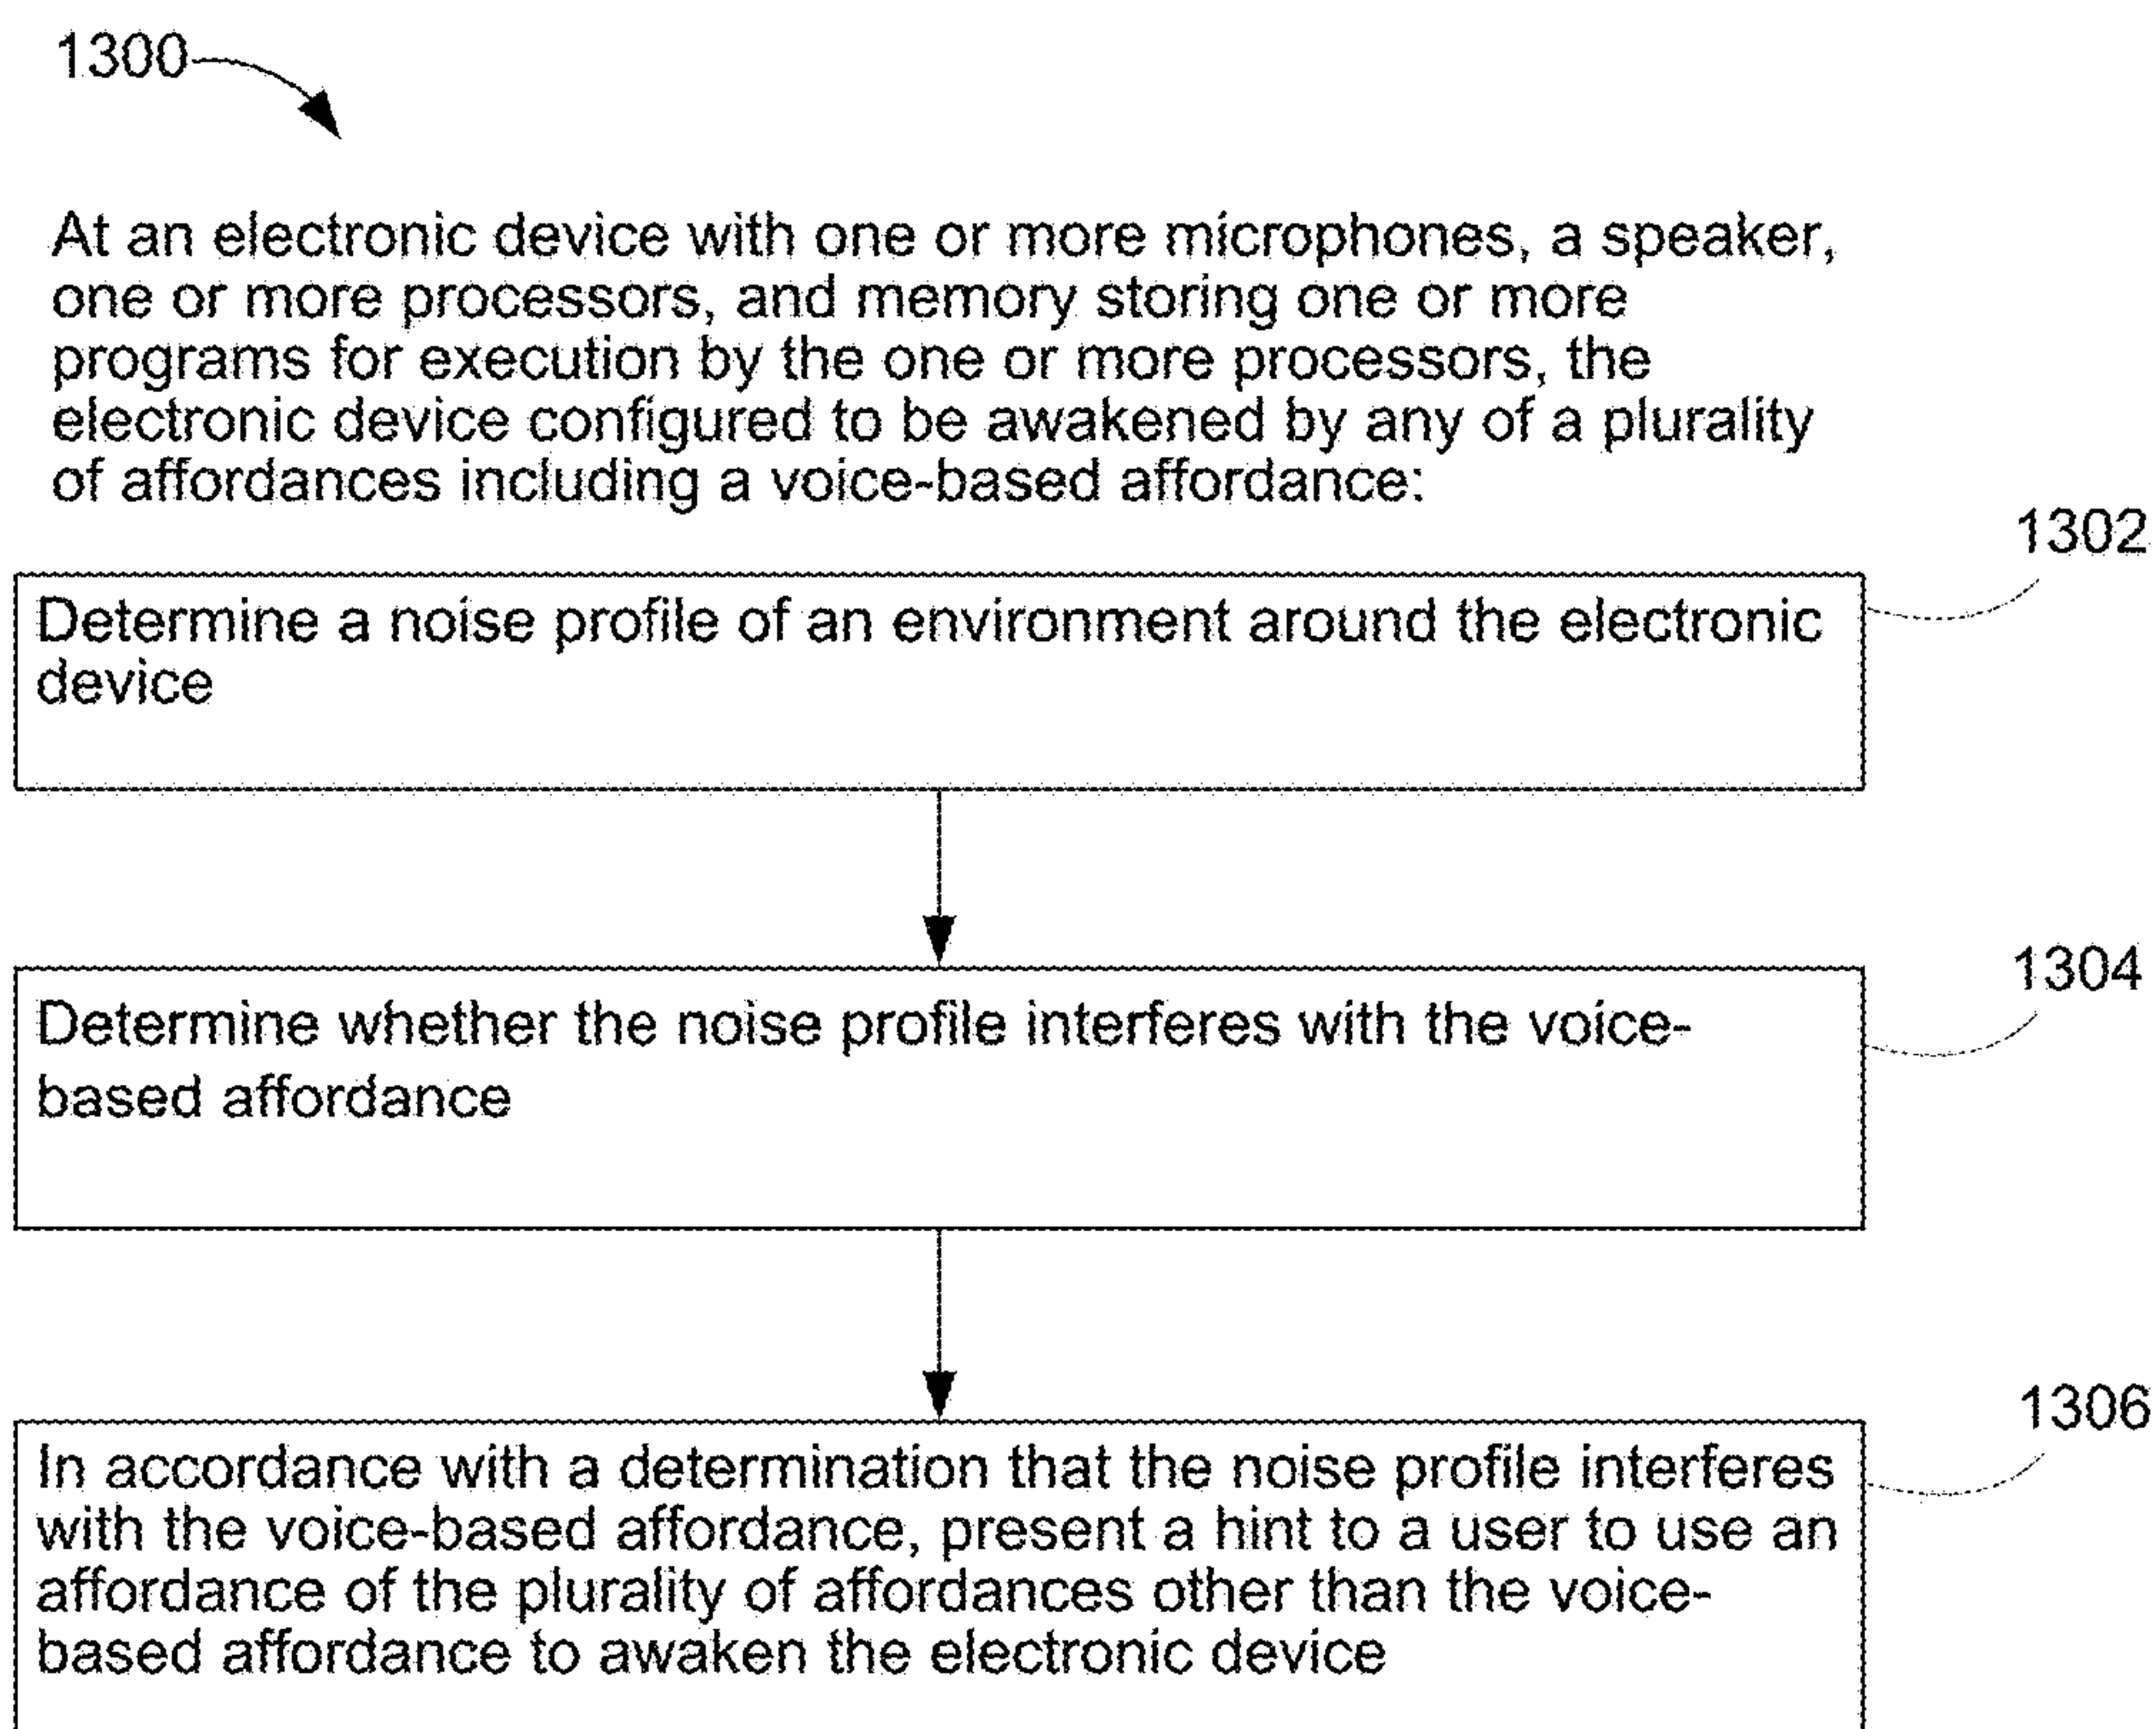 1300
At an electronic device with one or more microphones, a speaker,
one or more processors, and memory storing one or more
programs for execution by the one or more processors, the
electronic device configured to be awakened by any of a plurality
of affordances including a voice-based affordance:
1302
Determine a noise profile of an environment around the electronic
device
1304
Determine whether the noise profile interferes with the voice-
based affordance
1306
In accordance with a determination that the noise profile interferes
with the voice-based affordance, present a hint to a user to use an
affordance of the plurality of affordances other than the voice-
based affordance to awaken the electronic device